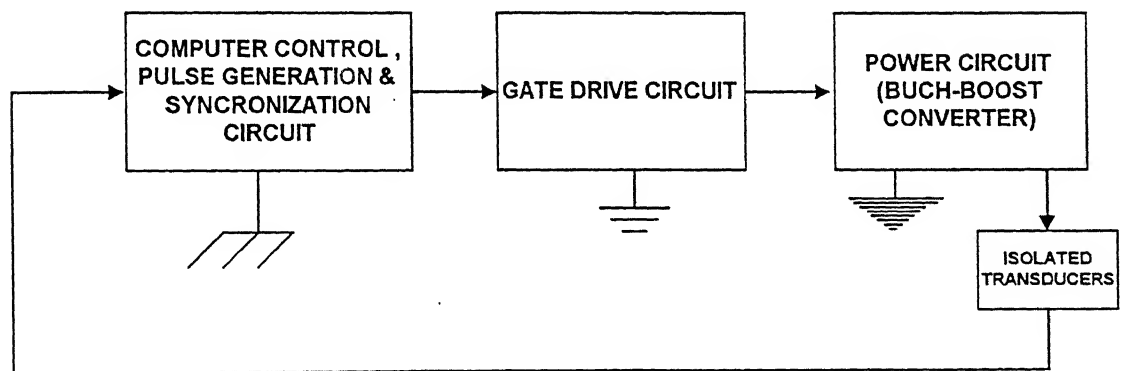 COMPUTER CONTROL ,
PULSE GENERATION &
SYNCRONIZATION
CIRCUIT
GATE DRIVE CIRCUIT
POWER CIRCUIT
(BUCH-BOOST
CONVERTER)
ISOLATED
TRANSDUCERS